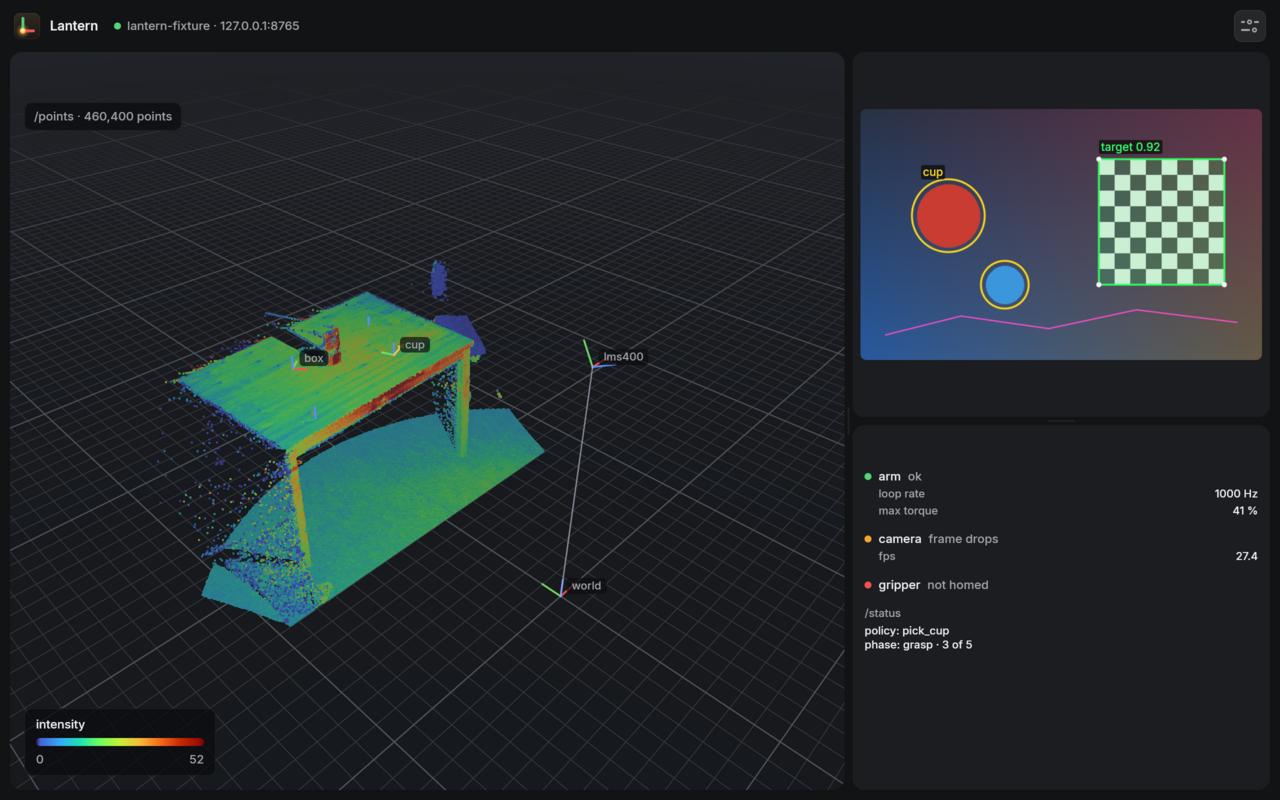 Lantern
lantern-fixture · 127.0.0.1:8765
/points · 460,400 points
box
cup
lms400
world
intensity
0 52
target 0.92
cup
arm ok
loop rate 1000 Hz
max torque 41 %
camera frame drops
fps 27.4
gripper not homed
/status
policy: pick_cup
phase: grasp · 3 of 5